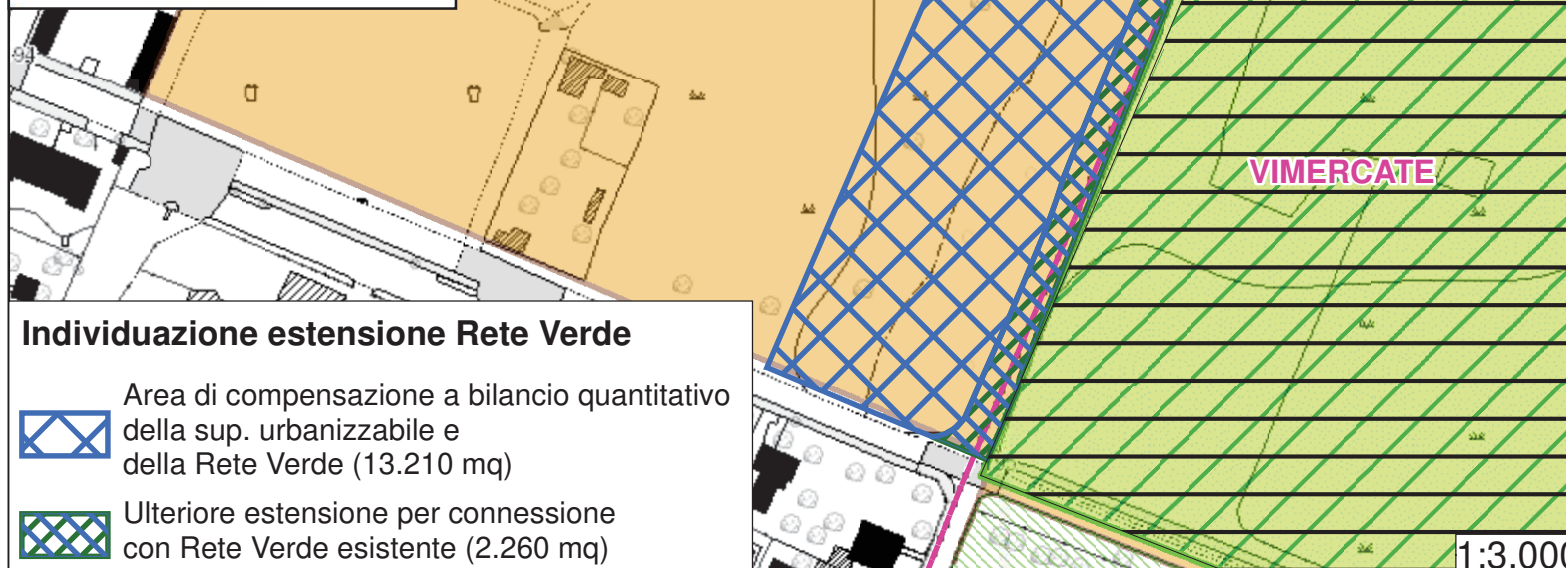 VIMERCATE
Individuazione estensione Rete Verde
Area di compensazione a bilancio quantitativo
della sup. urbanizzabile e
della Rete Verde (13.210 mq)
Ulteriore estensione per connessione
con Rete Verde esistente (2.260 mq)